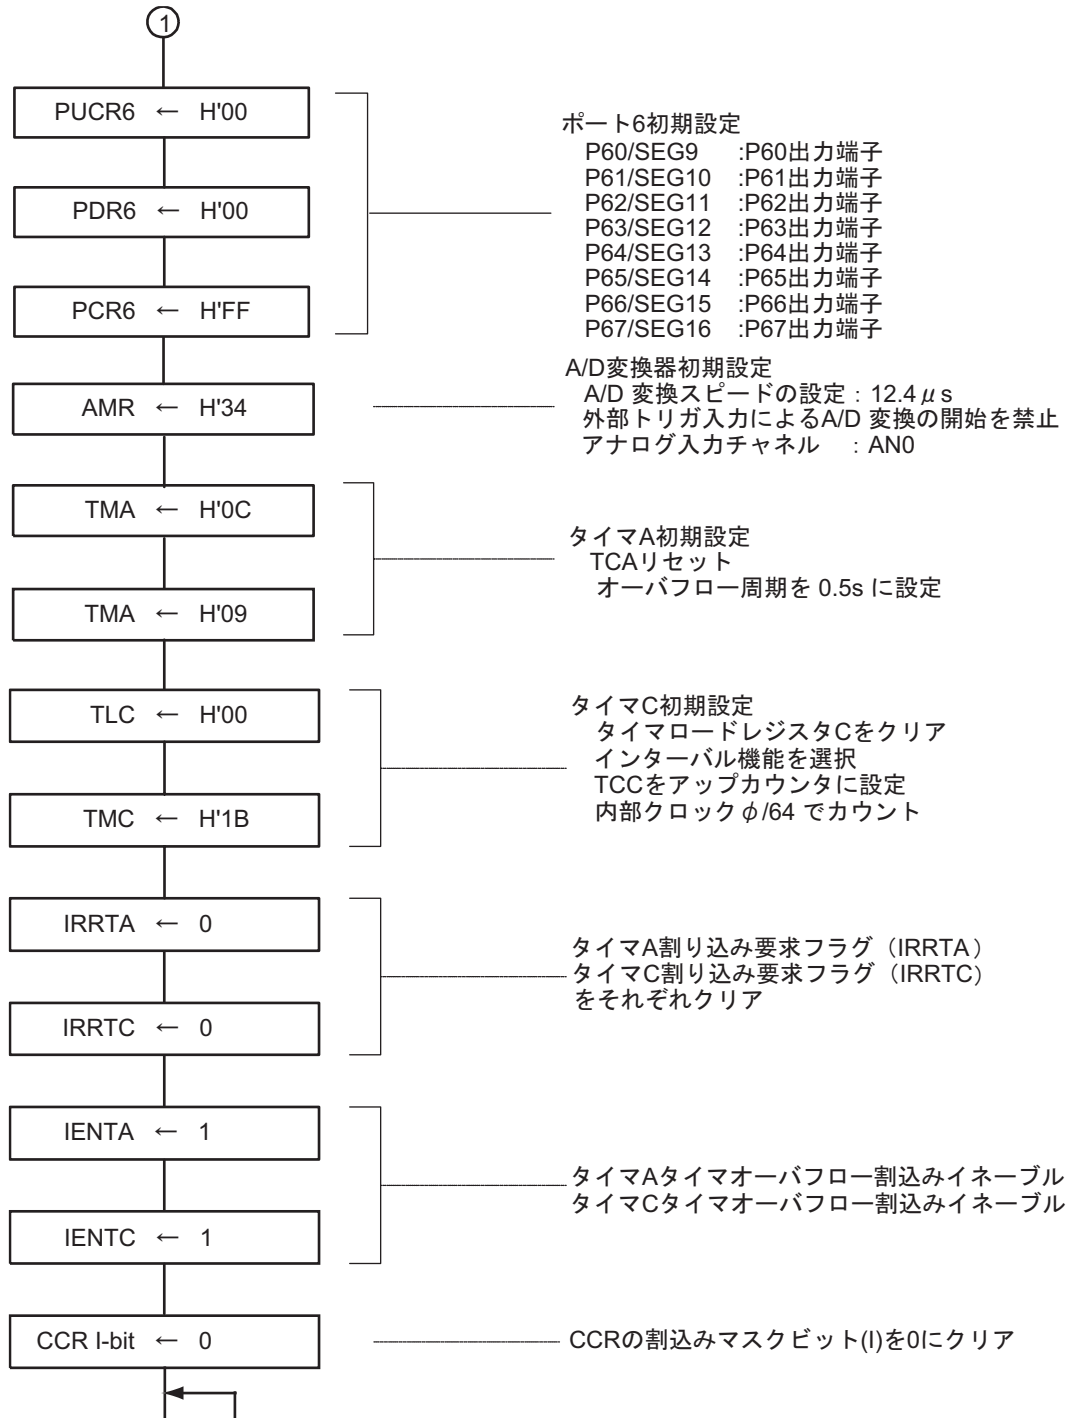 1
PUCR6 ← H'00
PDR6 ← H'00
PCR6 ← H'FF
ポート6初期設定
P60/SEG9 :P60出力端子
P61/SEG10 :P61出力端子
P62/SEG11 :P62出力端子
P63/SEG12 :P63出力端子
P64/SEG13 :P64出力端子
P65/SEG14 :P65出力端子
P66/SEG15 :P66出力端子
P67/SEG16 :P67出力端子
AMR ← H'34
A/D変換器初期設定
A/D 変換スピードの設定：12.4μs
外部トリガ入力によるA/D 変換の開始を禁止
アナログ入力チャネル ：AN0
TMA ← H'0C
TMA ← H'09
タイマA初期設定
TCAリセット
オーバフロー周期を 0.5s に設定
TLC ← H'00
TMC ← H'1B
タイマC初期設定
タイマロードレジスタCをクリア
インターバル機能を選択
TCCをアップカウンタに設定
内部クロックφ/64 でカウント
IRRTA ← 0
IRRTC ← 0
タイマA割り込み要求フラグ（IRRTA）
タイマC割り込み要求フラグ（IRRTC）
をそれぞれクリア
IENTA ← 1
IENTC ← 1
タイマAタイマオーバフロー割込みイネーブル
タイマCタイマオーバフロー割込みイネーブル
CCR I-bit ← 0
CCRの割込みマスクビット(I)を0にクリア